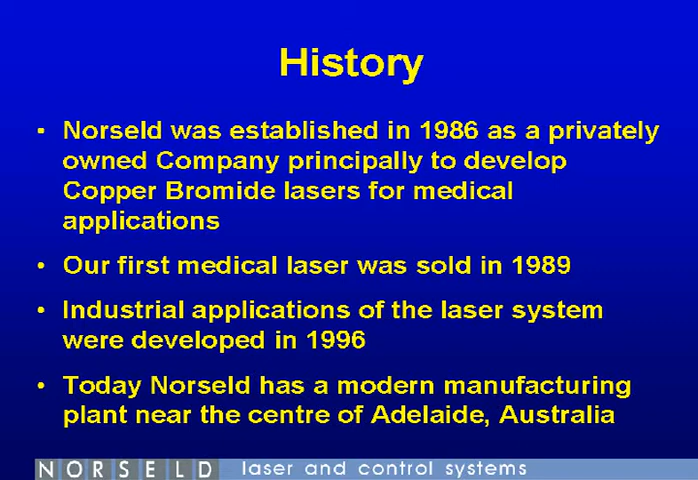 History
• Norseld was established in 1986 as a privately
owned Company principally to develop
Copper Bromide lasers for medical
applications
• Our first medical laser was sold in 1989
• Industrial applications of the laser system
were developed in 1996
• Today Norseld has a modern manufacturing
plant near the centre of Adelaide, Australia
NORSELD laser and control systems